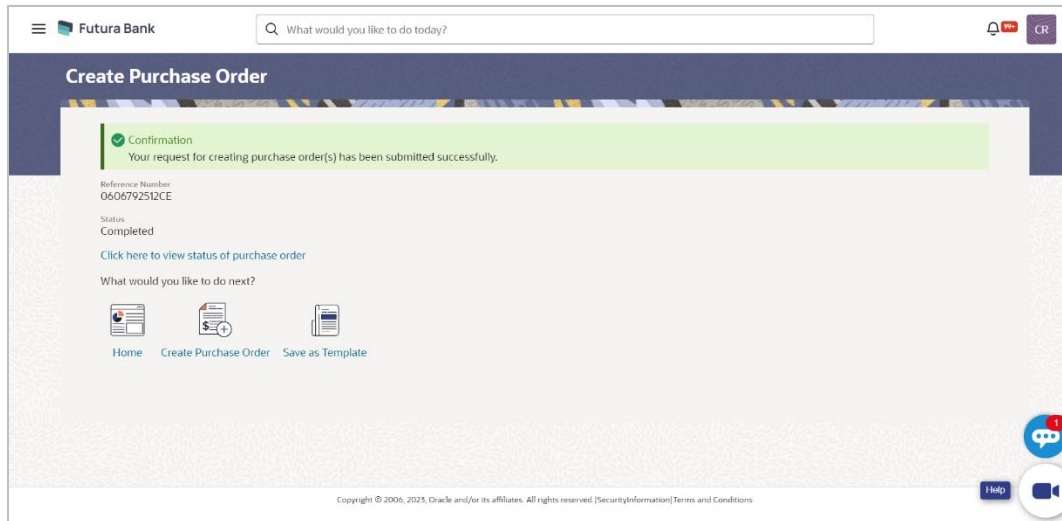 Futura Bank
What would you like to do today?
99+
CR
Create Purchase Order
Confirmation
Your request for creating purchase order(s) has been submitted successfully.
Reference Number
0606792512CE
Status
Completed
Click here to view status of purchase order
What would you like to do next?
$
Home Create Purchase Order Save as Template
1
Help
Copyright © 2006, 2023, Oracle and/or its affiliates. All rights reserved.|SecurityInformation|Terms and Conditions